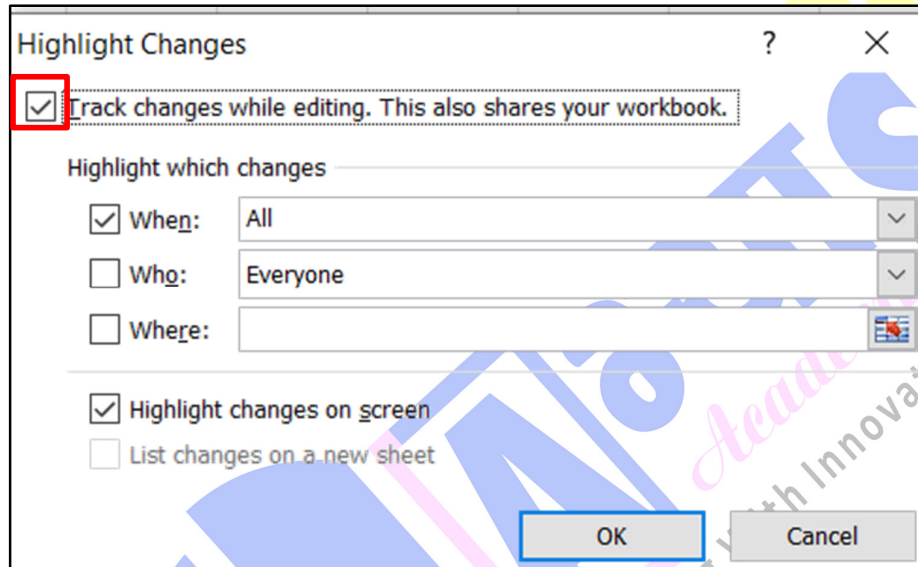 Highlight Changes ?
Track changes while editing. This also shares your workbook.
Highlight which changes
When: All
Who: Everyone
Where:
Highlight changes on screen
List changes on a new sheet
OK Cancel